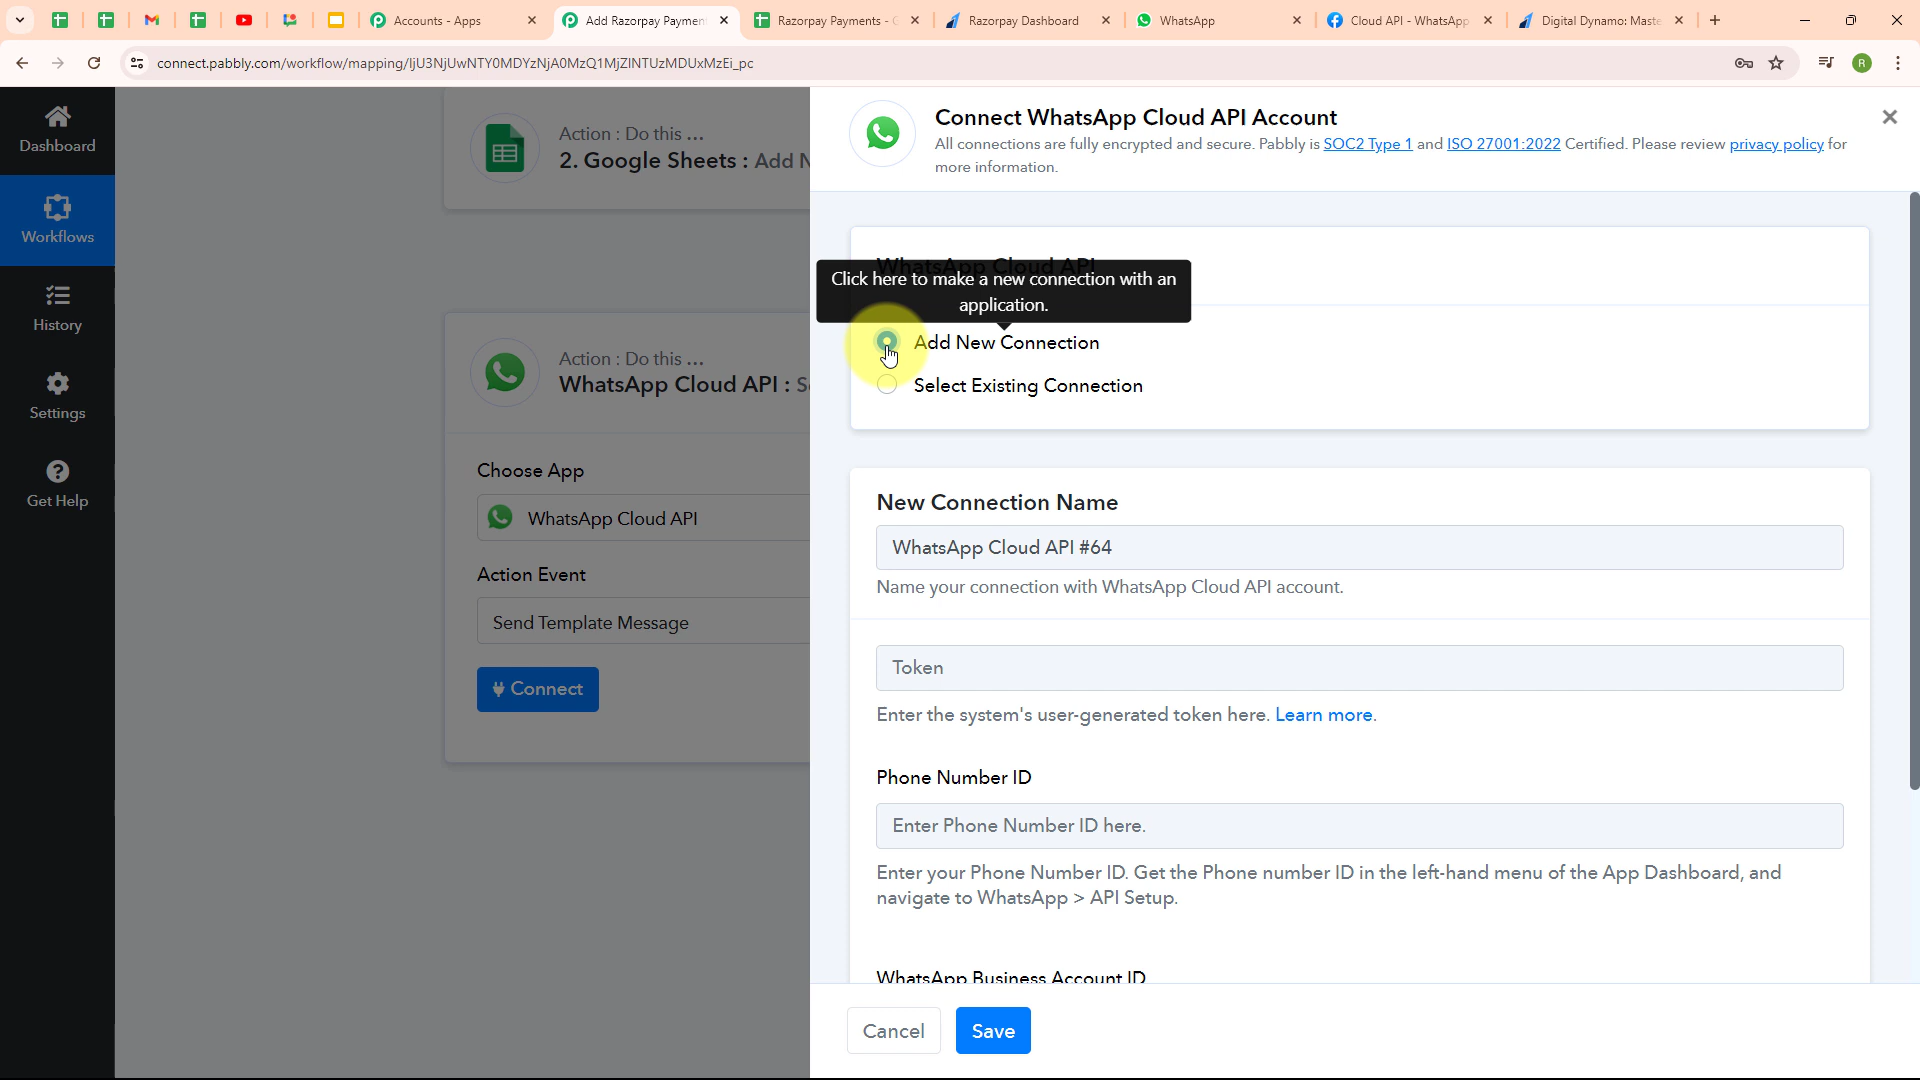 Accounts - Apps
Add Razorpay Paymen
Razorpay Payments - G
Razorpay Dashboard
WhatsApp
Cloud API - WhatsApp
Digital Dynamo: Maste
connect.pabbly.com/workflow/mapping/IjU3NjUwNTY0MDYzNjA0MzQ1MjZlNTUzMDUxMzEi_pc
R
Dashboard
Workflows
History
Settings
Get Help
Action : Do this ...
2. Google Sheets : Add N
Action : Do this ...
WhatsApp Cloud API : S
Choose App
WhatsApp Cloud API
Action Event
Send Template Message
Connect
Connect WhatsApp Cloud API Account
All connections are fully encrypted and secure. Pabbly is SOC2 Type 1 and ISO 27001:2022 Certified. Please review privacy policy for
more information.
WhatsApp Cloud API
Click here to make a new connection with an
application.
Add New Connection
Select Existing Connection
New Connection Name
WhatsApp Cloud API #64
Name your connection with WhatsApp Cloud API account.
Token
Enter the system's user-generated token here. Learn more.
Phone Number ID
Enter Phone Number ID here.
Enter your Phone Number ID. Get the Phone number ID in the left-hand menu of the App Dashboard, and
navigate to WhatsApp > API Setup.
WhatsApp Business Account ID
Cancel
Save